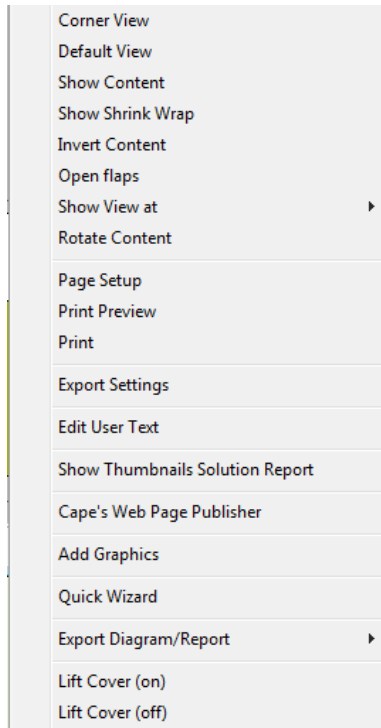 Corner View
Default View
Show Content
Show Shrink Wrap
Invert Content
Open flaps
Show View at
Rotate Content
Page Setup
Print Preview
Print
Export Settings
Edit User Text
Show Thumbnails Solution Report
Cape's Web Page Publisher
Add Graphics
Quick Wizard
Export Diagram/Report
Lift Cover (on)
Lift Cover (off)